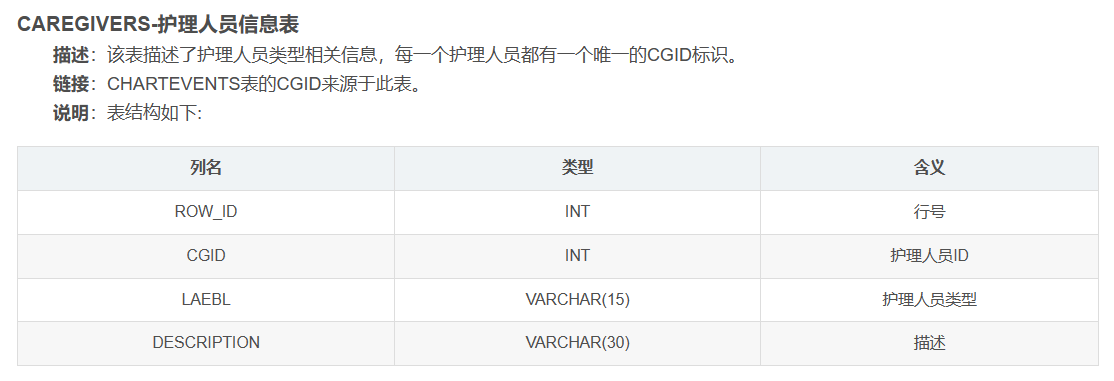 CAREGIVERS-护理人员信息表
描述：该表描述了护理人员类型相关信息，每一个护理人员都有一个唯一的CGID标识。
链接：CHARTEVENTS表的CGID来源于此表。
说明：表结构如下:
列名 类型 含义
ROW_ID INT 行号
CGID INT 护理人员ID
LAEBL VARCHAR(15) 护理人员类型
DESCRIPTION VARCHAR(30) 描述